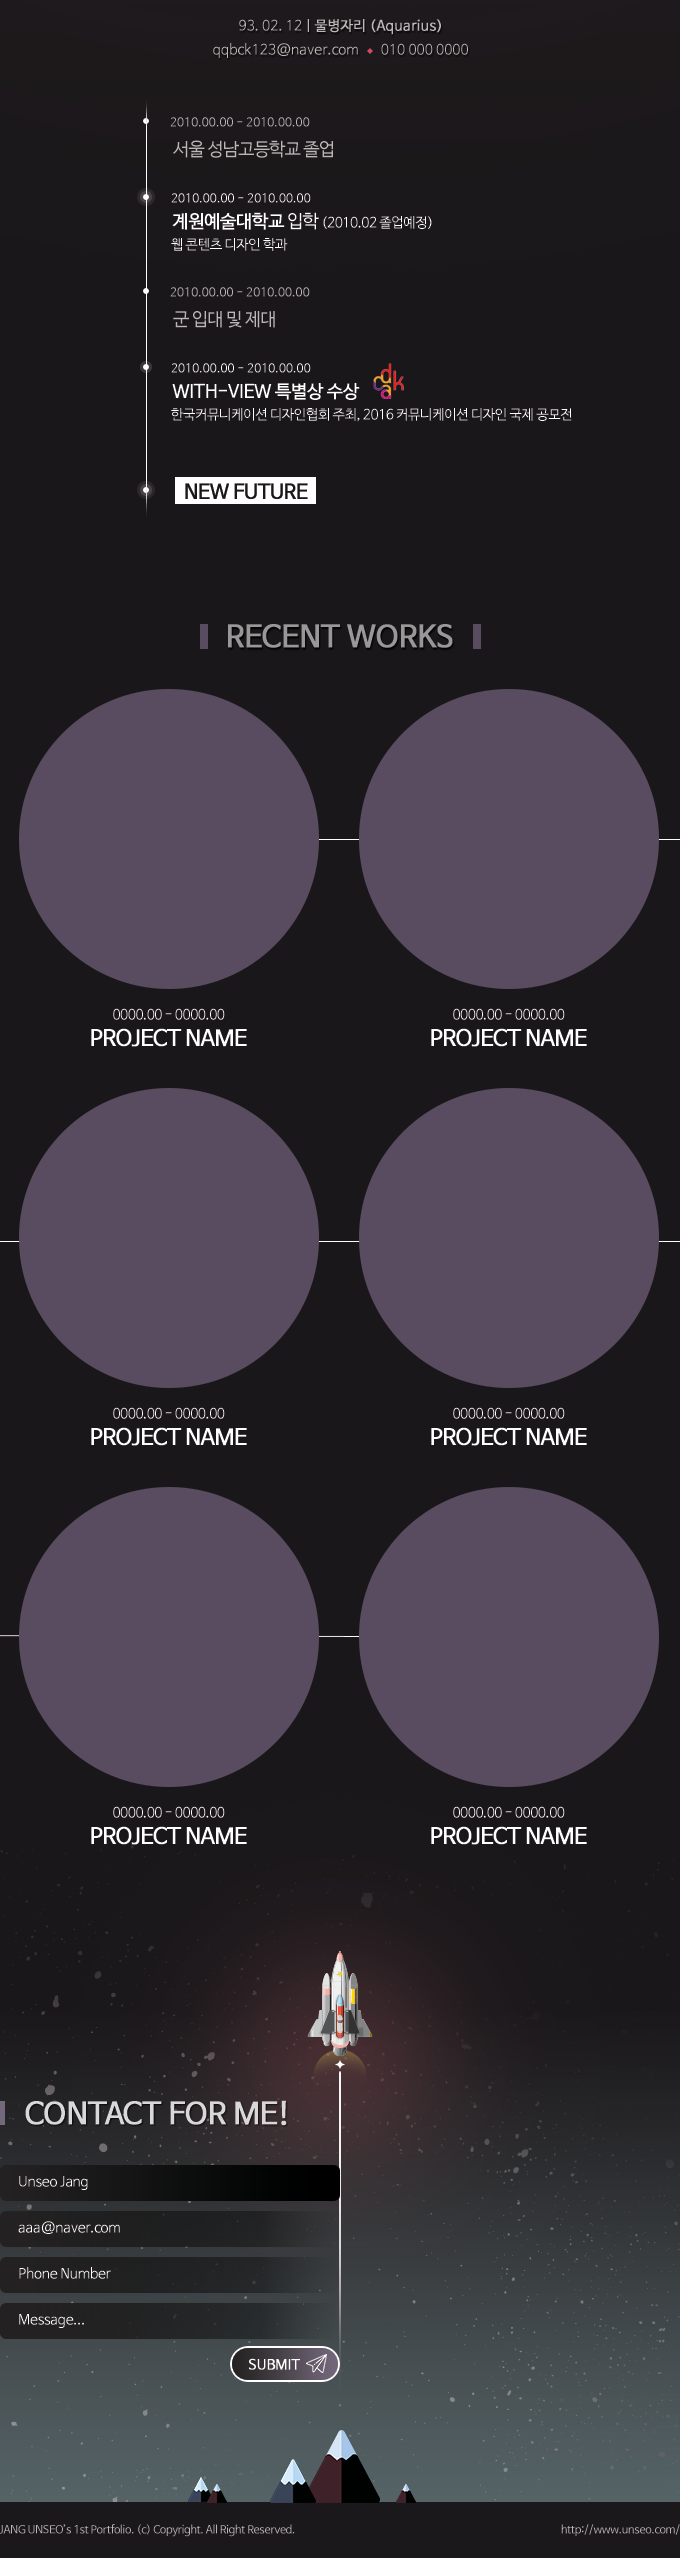 93. 02. 12 | 물병자리 (Aquarius)
qqbck123@naver.com ◆ 010 000 0000
2010.00.00 - 2010.00.00
서울 성남고등학교 졸업
2010.00.00 - 2010.00.00
계원예술대학교 입학 (2010.02 졸업예정)
웹 콘텐츠 디자인 학과
2010.00.00 - 2010.00.00
군 입대 및 제대
2010.00.00 - 2010.00.00
WITH-VIEW 특별상 수상
한국커뮤니케이션 디자인협회 주최, 2016 커뮤니케이션 디자인 국제 공모전
NEW FUTURE
RECENT WORKS
0000.00 - 0000.00
PROJECT NAME
0000.00 - 0000.00
PROJECT NAME
0000.00 - 0000.00
PROJECT NAME
0000.00 - 0000.00
PROJECT NAME
0000.00 - 0000.00
PROJECT NAME
0000.00 - 0000.00
PROJECT NAME
CONTACT FOR ME!
Unseo Jang
aaa@naver.com
Phone Number
Message...
SUBMIT
JANG UNSEO's 1st Portfolio. (c) Copyright. All Right Reserved.
http://www.unseo.com/